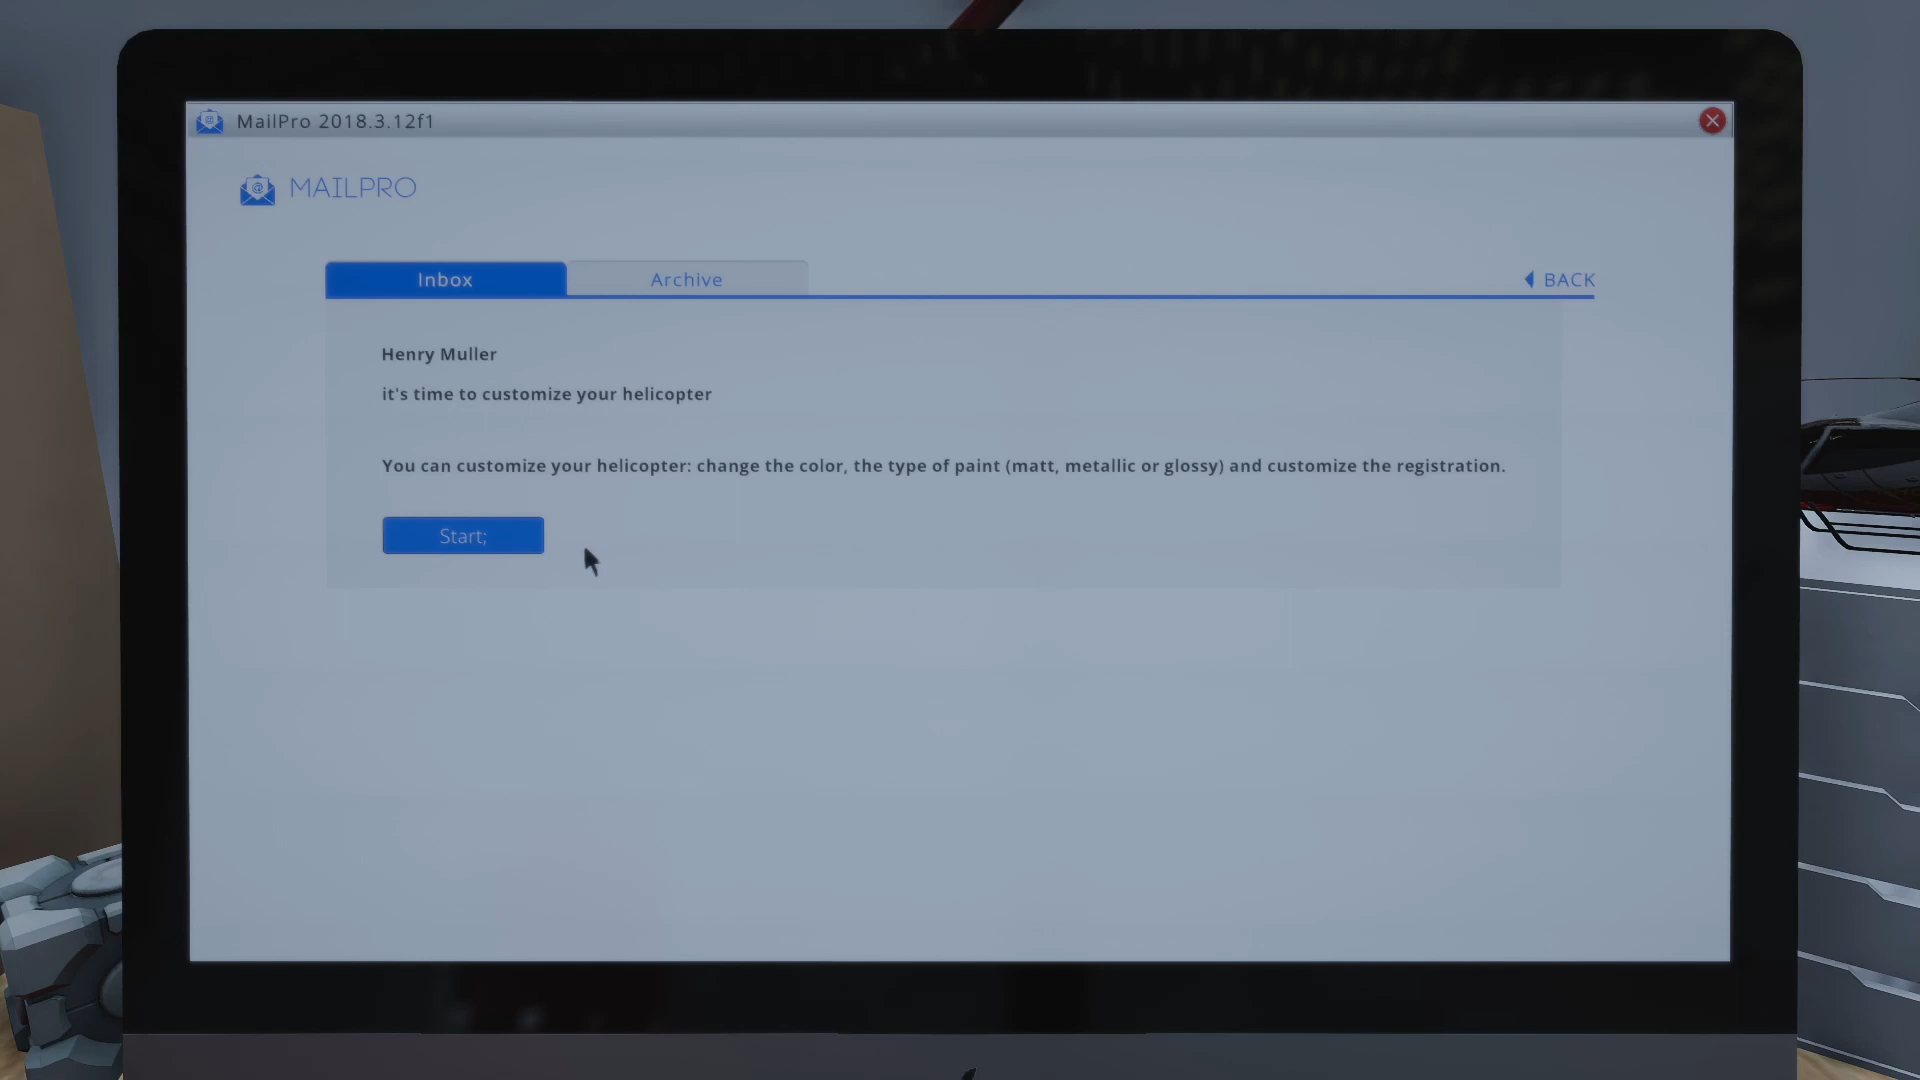 MailPro 2018.3.12f1
MAILPRO
Inbox
Archive
BACK
Henry Muller
it's time to customize your helicopter
You can customize your helicopter: change the color, the type of paint (matt, metallic or glossy) and customize the registration.
Start;